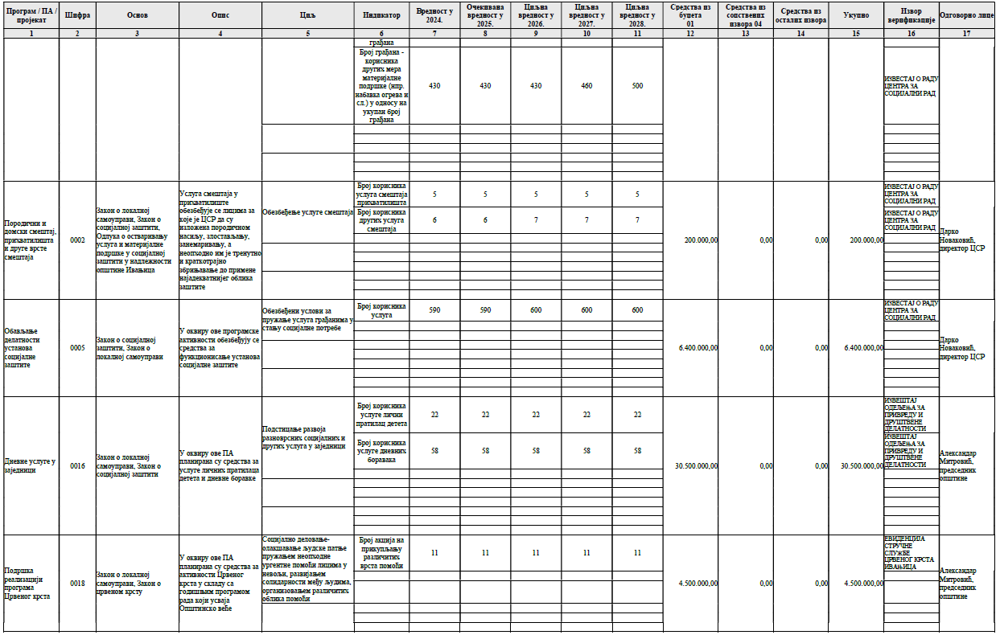 Програм / ПА / пројекат
Шифра
Основ
Опис
Циљ
Индикатор
Вредност у 2024.
Очекивана вредност у 2025.
Циљна вредност у 2026.
Циљна вредност у 2027.
Циљна вредност у 2028.
Средства из буџета 01
Средства из сопствених извора 04
Средства из осталих извора
Укупно
Извор верификације
Одговорно лице
1 2 3 4 5 6 7 8 9 10 11 12 13 14 15 16 17
грађана
Број грађана -
корисника
других мера
материјалне
подршке (нпр.
набавка огрева и
сл.) у односу на
укупан број
грађана
430 430 430 460 500
ИЗВЕСТАЈ О РАДУ
ЦЕНТРА ЗА
СОЦИЈАЛНИ РАД
Породични и
домски смештај,
прихватилишта
и друге врсте
смештаја
0002
Закон о локалној
самоуправи, Закон о
социјалној заштити,
Одлука о остваривању
услуга и материјалне
подршке у социјалној
заштити у надлежности
општине Ивањица
Услуга смештаја у
прихватилиште
обезбеђује се лицима за
које је ЦСР да су
изложена породичном
насиљу, злостављању,
занемаривању, а
неопходно им је тренутно
и краткотрајно
збрињавање до примене
најадекватнијег облика
заштите
Обезбеђење услуге смештаја
Број корисника
услуга смештаја
прихватилишта
5 5 5 5 5
ИЗВЕСТАЈ О РАДУ
ЦЕНТРА ЗА
СОЦИЈАЛНИ РАД
Број корисника
других услуга
смештаја
6 6 7 7 7
ИЗВЕСТАЈ О РАДУ
ЦЕНТРА ЗА
СОЦИЈАЛНИ РАД
200.000,00 0,00 0,00 200.000,00
Дарко
Новаковић,
директор ЦСР
Обављање
делатности
установа
социјалне
заштите
0005
Закон о социјалној
заштити, Закон о
локалној самоуправи
У оквиру ове програмске
активности обезбеђују се
средства за
функционисање установа
социјалне заштите
Обезбеђени услови за
пружање услуга грађанима у
стању социјалне потребе
Број корисника
услуга
590 590 600 600 600
ИЗВЕСТАЈ О РАДУ
ЦЕНТРА ЗА
СОЦИЈАЛНИ РАД
6.400.000,00 0,00 0,00 6.400.000,00
Дарко
Новаковић,
директор ЦСР
Дневне услуге у
заједници
0016
Закон о локалној
самоуправи, Закон о
социјалној заштити
У оквиру ове ПА
планирана су средства за
услуге личних пратилаца
детета и дневне боравке
Подстицање развоја
разноврсних социјалних и
других услуга у заједници
Број корисника
услуге лични
пратилац детета
22 22 22 22 22
ИЗВЕШТАЈ
ОДЕЉЕЊА ЗА
ПРИВРЕДУ И
ДРУШТВЕНЕ
ДЕЛАТНОСТИ
Број корисника
услуге дневних
боравака
58 58 58 58 58
ИЗВЕШТАЈ
ОДЕЉЕЊА ЗА
ПРИВРЕДУ И
ДРУШТВЕНЕ
ДЕЛАТНОСТИ
30.500.000,00 0,00 0,00 30.500.000,00
Александар
Митровић,
председник
општине
Подршка
реализацији
програма
Црвеног крста
0018
Закон о локалној
самоуправи, Закон о
црвеном крсту
У оквиру ове ПА
планирана су средства за
активности Црвеног
крста у складу са
годишњим програмом
рада који усваја
Општинско веће
Социјално деловање-
олакшавање људске патње
пружањем неопходне
ургентне помоћи лицима у
невољи, развијањем
солидарности међу људима,
организовањем различитих
облика помоћи
Број акција на
прикупљању
различитих
врста помоћи
11 11 11 11 11
ЕВИДЕНЦИЈА
СТРУЧНЕ
СЛУЖБЕ
ЦРВЕНОГ КРСТА
ИВАЊИЦА
4.500.000,00 0,00 0,00 4.500.000,00
Александар
Митровић,
председник
општине